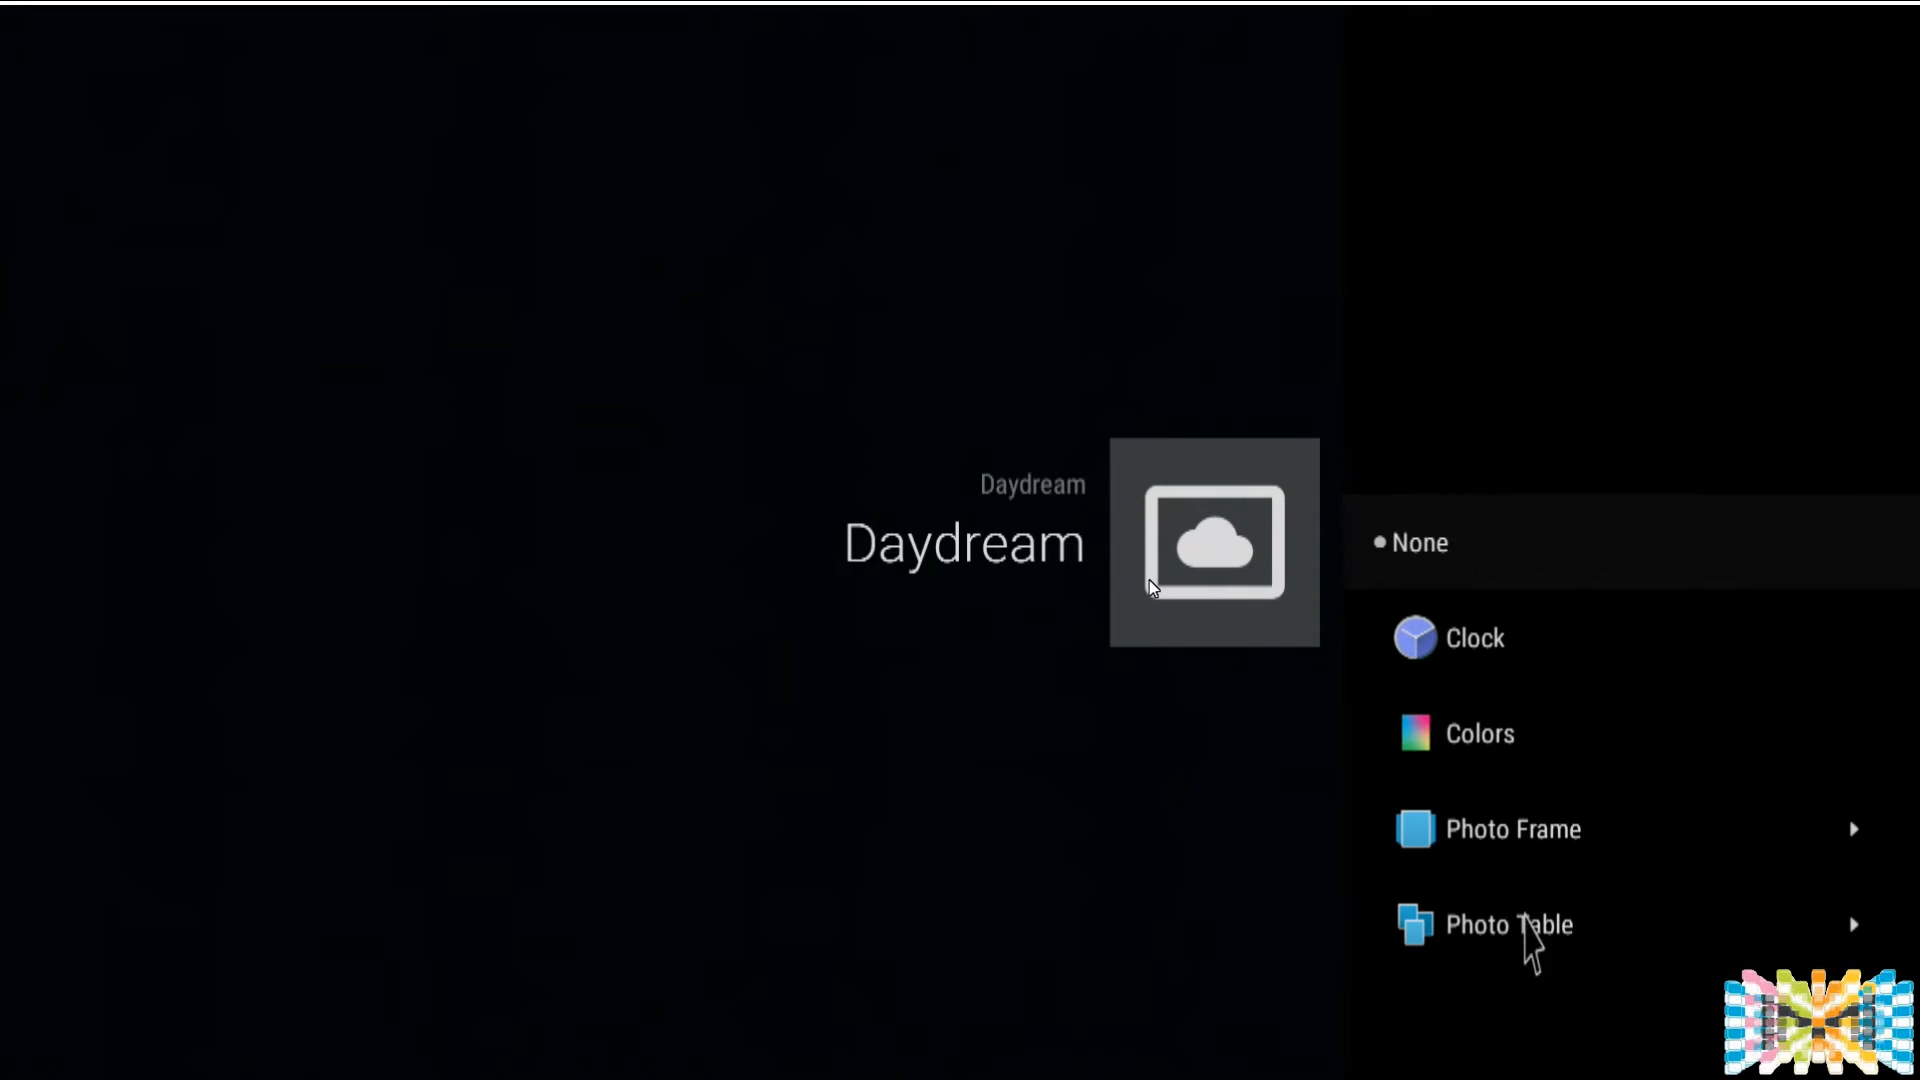 Daydream
Daydream
None
Clock
Colors
Photo Frame
Photo Table